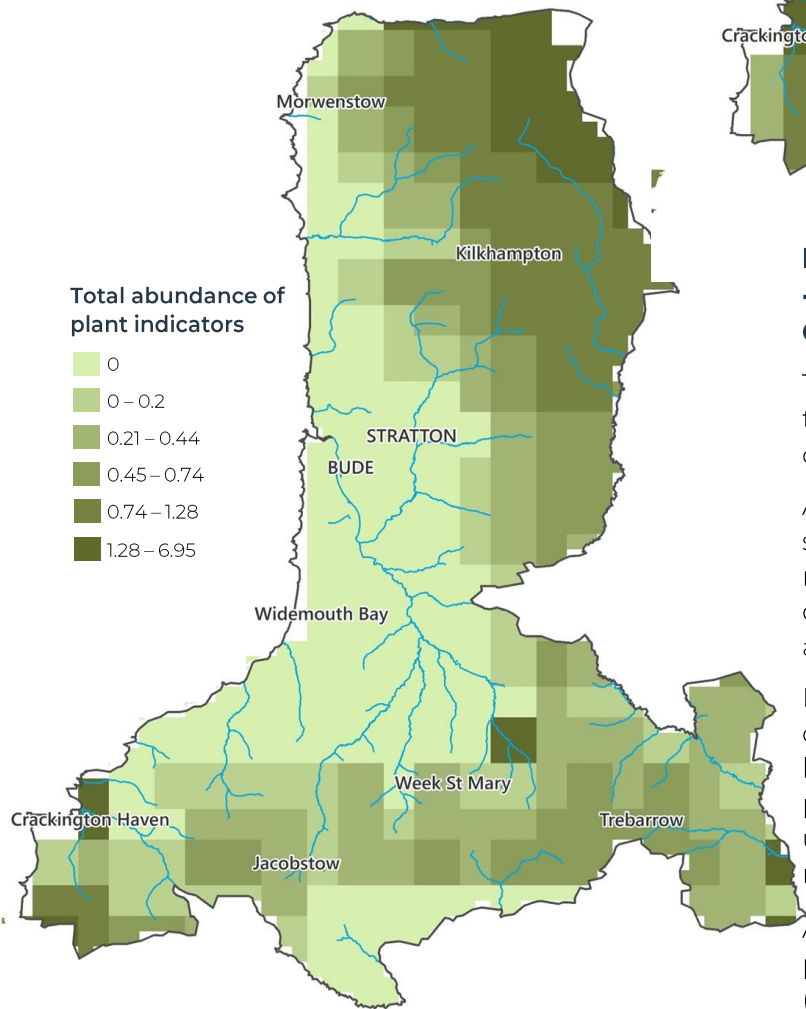 Crackingto
Morwenstow
Kilkhampton
Total abundance of
plant indicators
0
0 – 0.2
0.21 – 0.44
0.45 – 0.74
0.74 – 1.28
1.28 – 6.95
STRATTON
BUDE
Widemouth Bay
Week St Mary
Crackington Haven
Trebarrow
Jacobstow